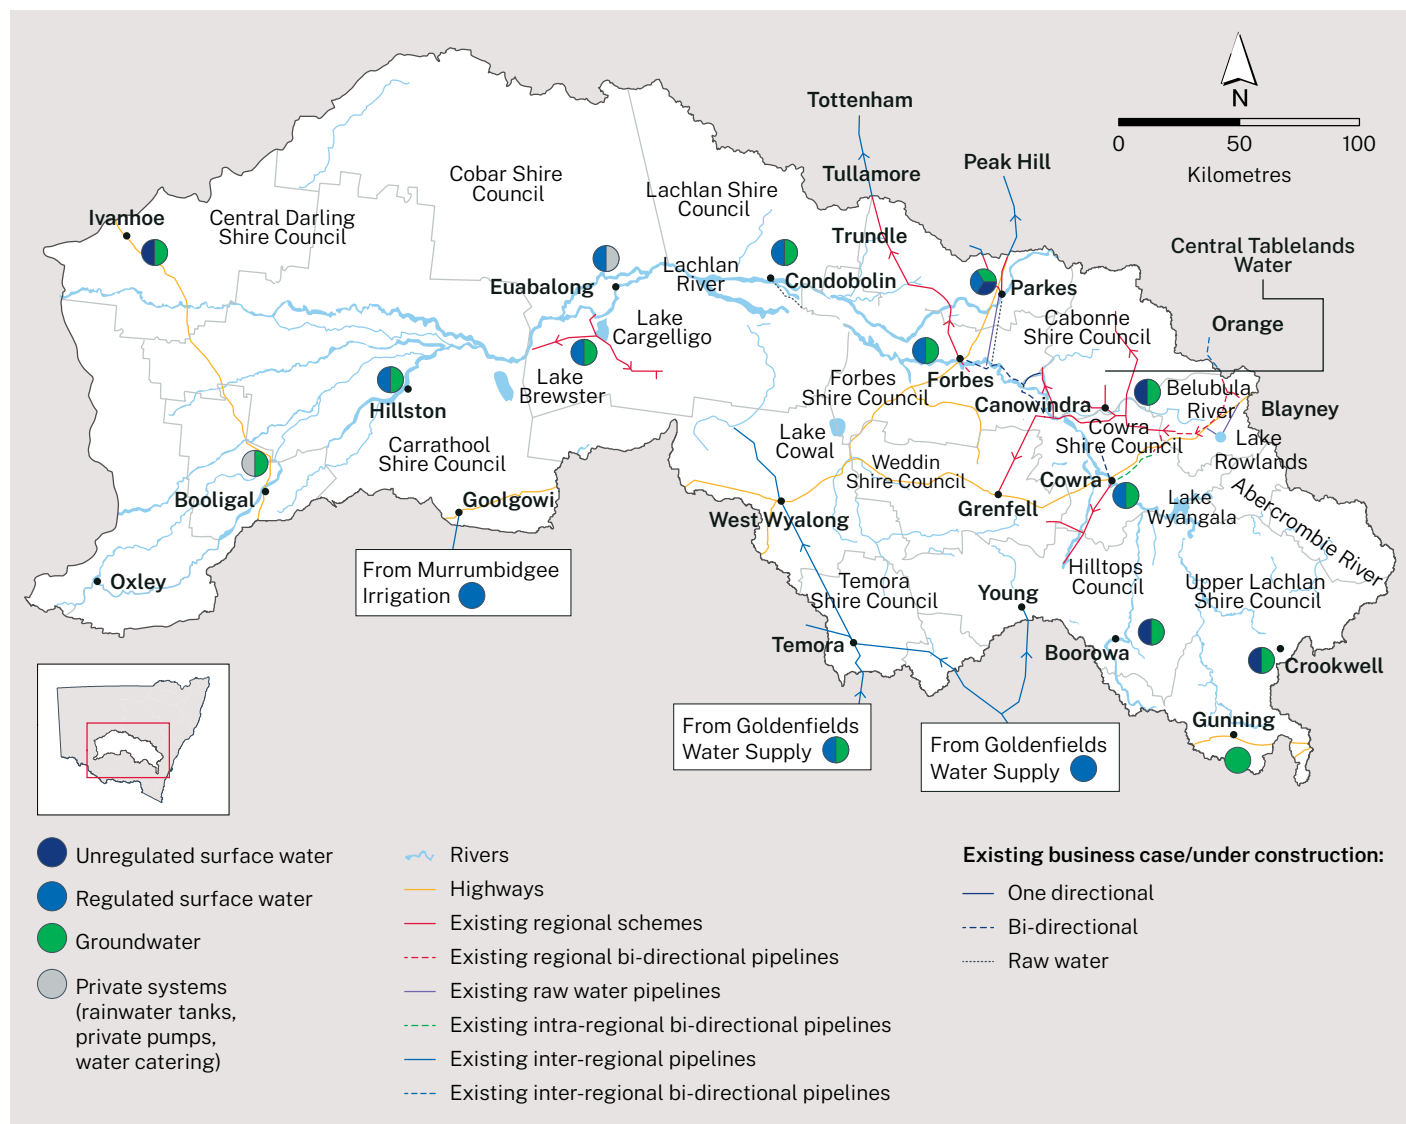 Tottenham
Peak Hill
Tullamore
N
0
50
100
Kilometres
Cobar Shire
Council
Lachlan Shire
Council
Ivanhoe
Central Darling
Shire Council
Trundle
Central Tablelands
Water
Lachlan
River
Euabalong
Condobolin
Parkes
Lake
Cargelligo
Cabonne
Shire Council
Orange
Lake
Brewster
Forbes
Forbes
Shire Council
Hillston
Canowindra
Belubula
River
Blayney
Carrathool
Shire Council
Lake
Cowal
Cowra
Shire Council
Lake
Rowlands
Weddin
Shire Council
Cowra
Booligal
Goolgowi
West Wyalong
Grenfell
Lake
Wyangala
Abercrombie River
From Murrumbidgee
Irrigation
Oxley
Temora
Shire Council
Young
Hilltops
Council
Upper Lachlan
Shire Council
Temora
Boorowa
Crookwell
Gunning
From Goldenfields
Water Supply
From Goldenfields
Water Supply
Unregulated surface water
Regulated surface water
Groundwater
Private systems
(rainwater tanks,
private pumps,
water catering)
Rivers
Highways
Existing regional schemes
Existing regional bi-directional pipelines
Existing raw water pipelines
Existing intra-regional bi-directional pipelines
Existing inter-regional pipelines
Existing inter-regional bi-directional pipelines
Existing business case/under construction:
One directional
Bi-directional
Raw water